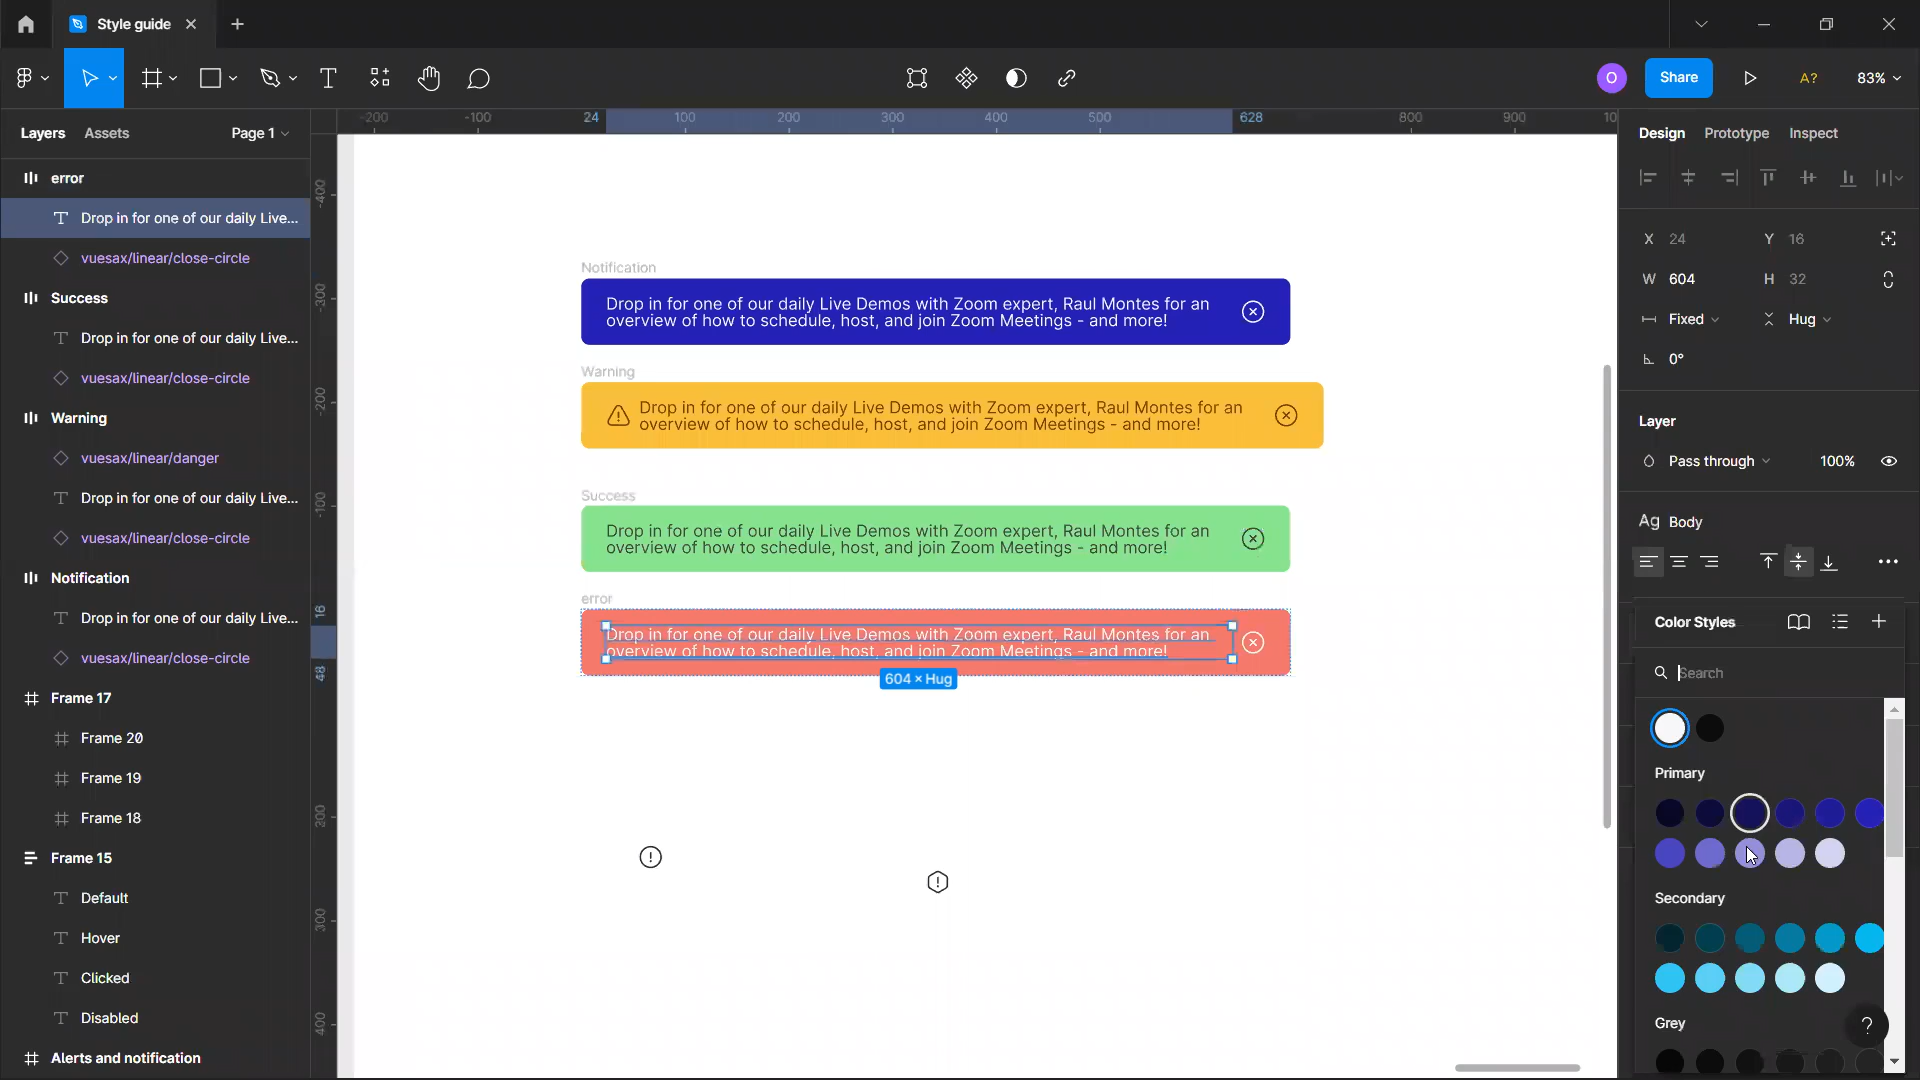 Style guide
Share
A?
83%
O
Layers
Assets
Page 1
error
Drop in for one of our daily Live...
vuesax/linear/close-circle
Success
Drop in for one of our daily Live...
vuesax/linear/close-circle
Warning
vuesax/linear/danger
Drop in for one of our daily Live...
vuesax/linear/close-circle
Notification
Drop in for one of our daily Live...
vuesax/linear/close-circle
Frame 17
Frame 20
Frame 19
Frame 18
Frame 15
Default
Hover
Clicked
Disabled
Alerts and notification
-200
-100
24
100
200
300
400
500
628
800
900
10
-400
-300
-200
-100
16
48
200
300
400
Notification
Drop in for one of our daily Live Demos with Zoom expert, Raul Montes for an
overview of how to schedule, host, and join Zoom Meetings - and more!
Warning
Drop in for one of our daily Live Demos with Zoom expert, Raul Montes for an
overview of how to schedule, host, and join Zoom Meetings - and more!
Success
Drop in for one of our daily Live Demos with Zoom expert, Raul Montes for an
overview of how to schedule, host, and join Zoom Meetings - and more!
error
Drop in for one of our daily Live Demos with Zoom expert, Raul Montes for an
overview of how to schedule, host, and join Zoom Meetings - and more!
604 × Hug
Design
Prototype
Inspect
X 24
Y 16
W 604
H 32
Fixed
Hug
0°
Layer
Pass through
100%
Ag Body
Color Styles
Search
Primary
Secondary
Grey
?